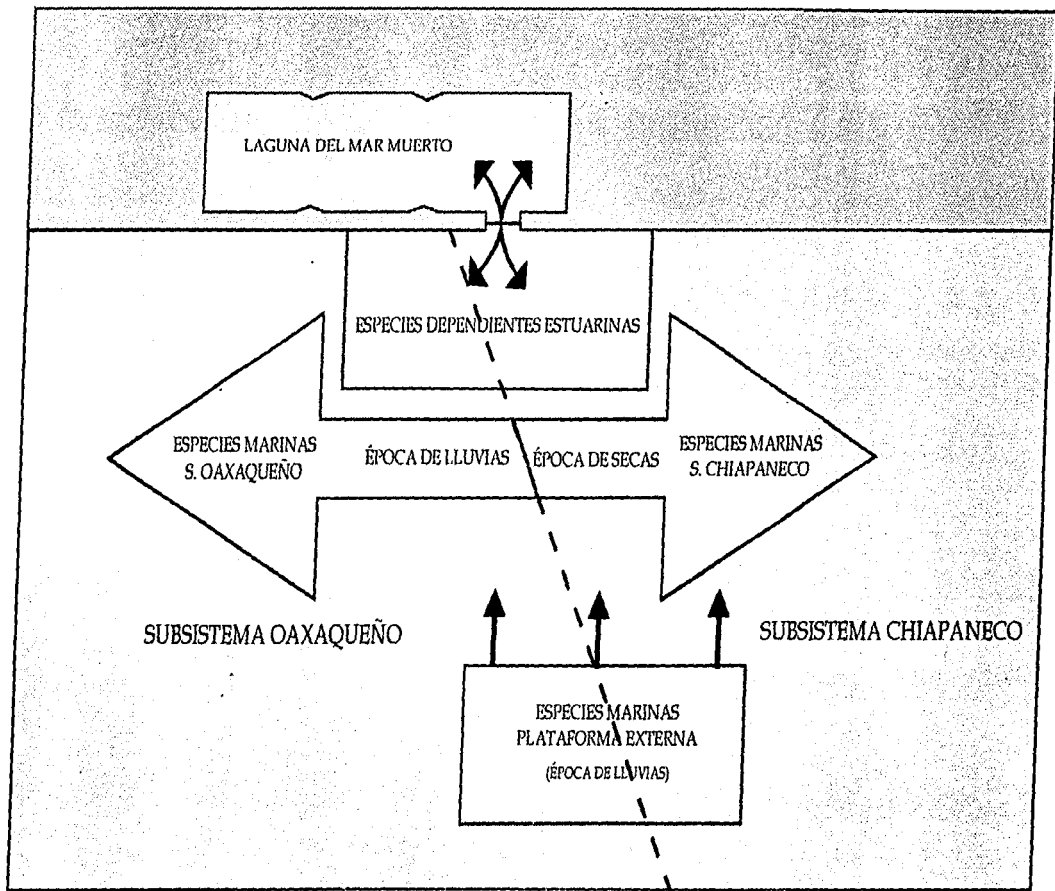 LAGUNA DEL MAR MUERTO
ESPECIES DEPENDIENTES ESTUARINAS
ESPECIES MARINAS
S. OAXAQUEÑO
ÉPOCA DE LLUVIAS
ÉPOCA DE SECAS
ESPECIES MARINAS
S. CHIAPANECO
SUBSISTEMA OAXAQUEÑO
SUBSISTEMA CHIAPANECO
ESPECIES MARINAS
PLATAFORMA EXTERNA
(ÉPOCA DE LLUVIAS)